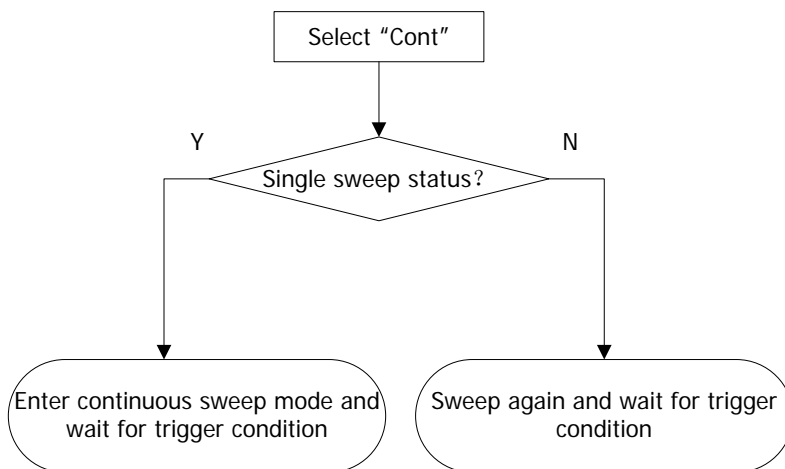 Select “Cont”
Y
N
Single sweep status？
Enter continuous sweep mode and
wait for trigger condition
Sweep again and wait for trigger
condition